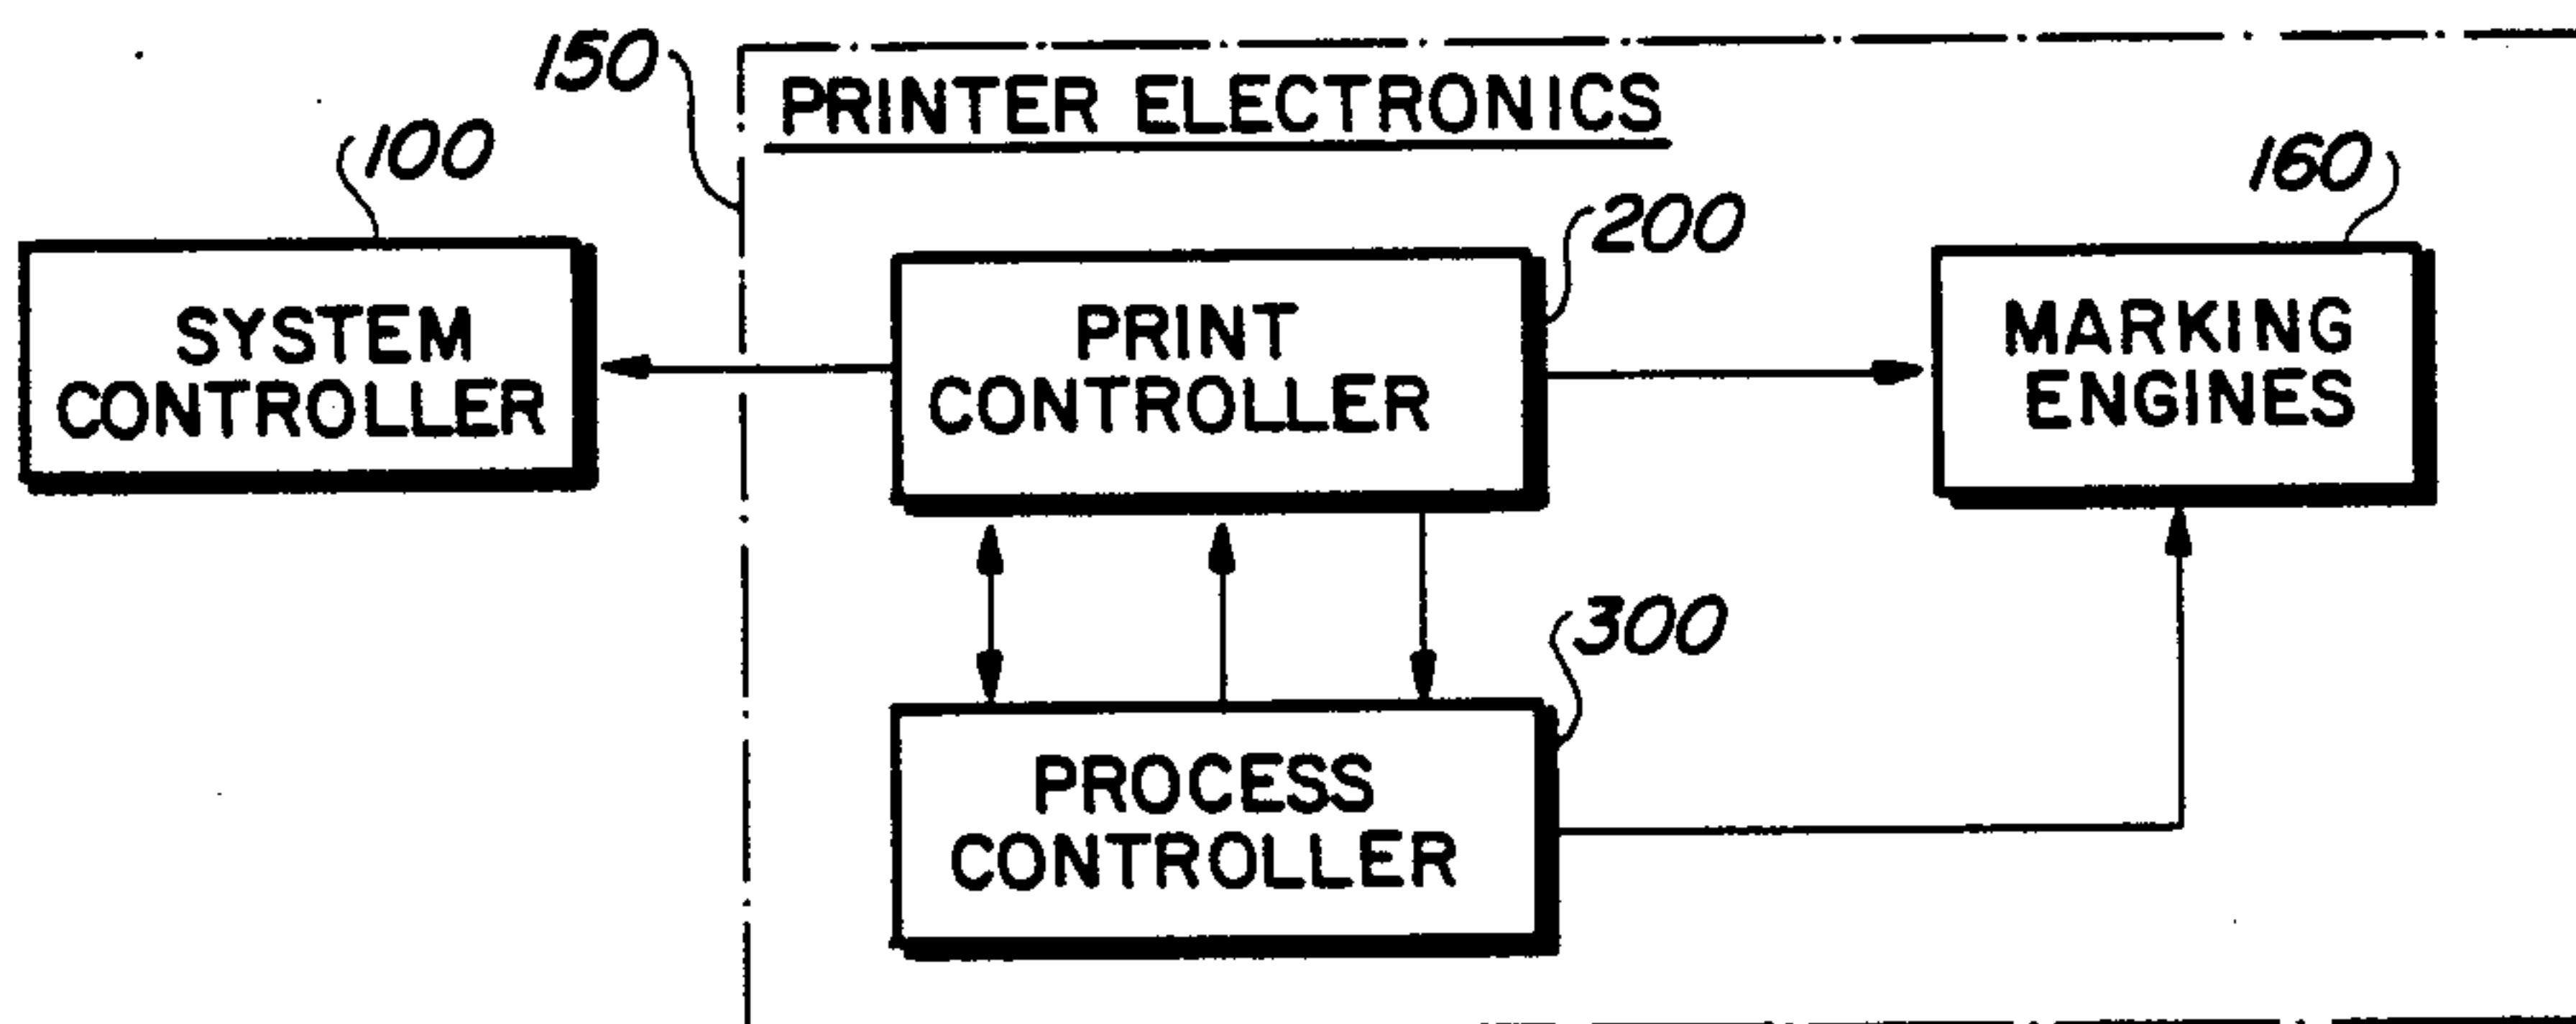 150
PRINTER ELECTRONICS
100
160
200
SYSTEM
CONTROLLER
PRINT
CONTROLLER
MARKING
ENGINES
300
PROCESS
CONTROLLER